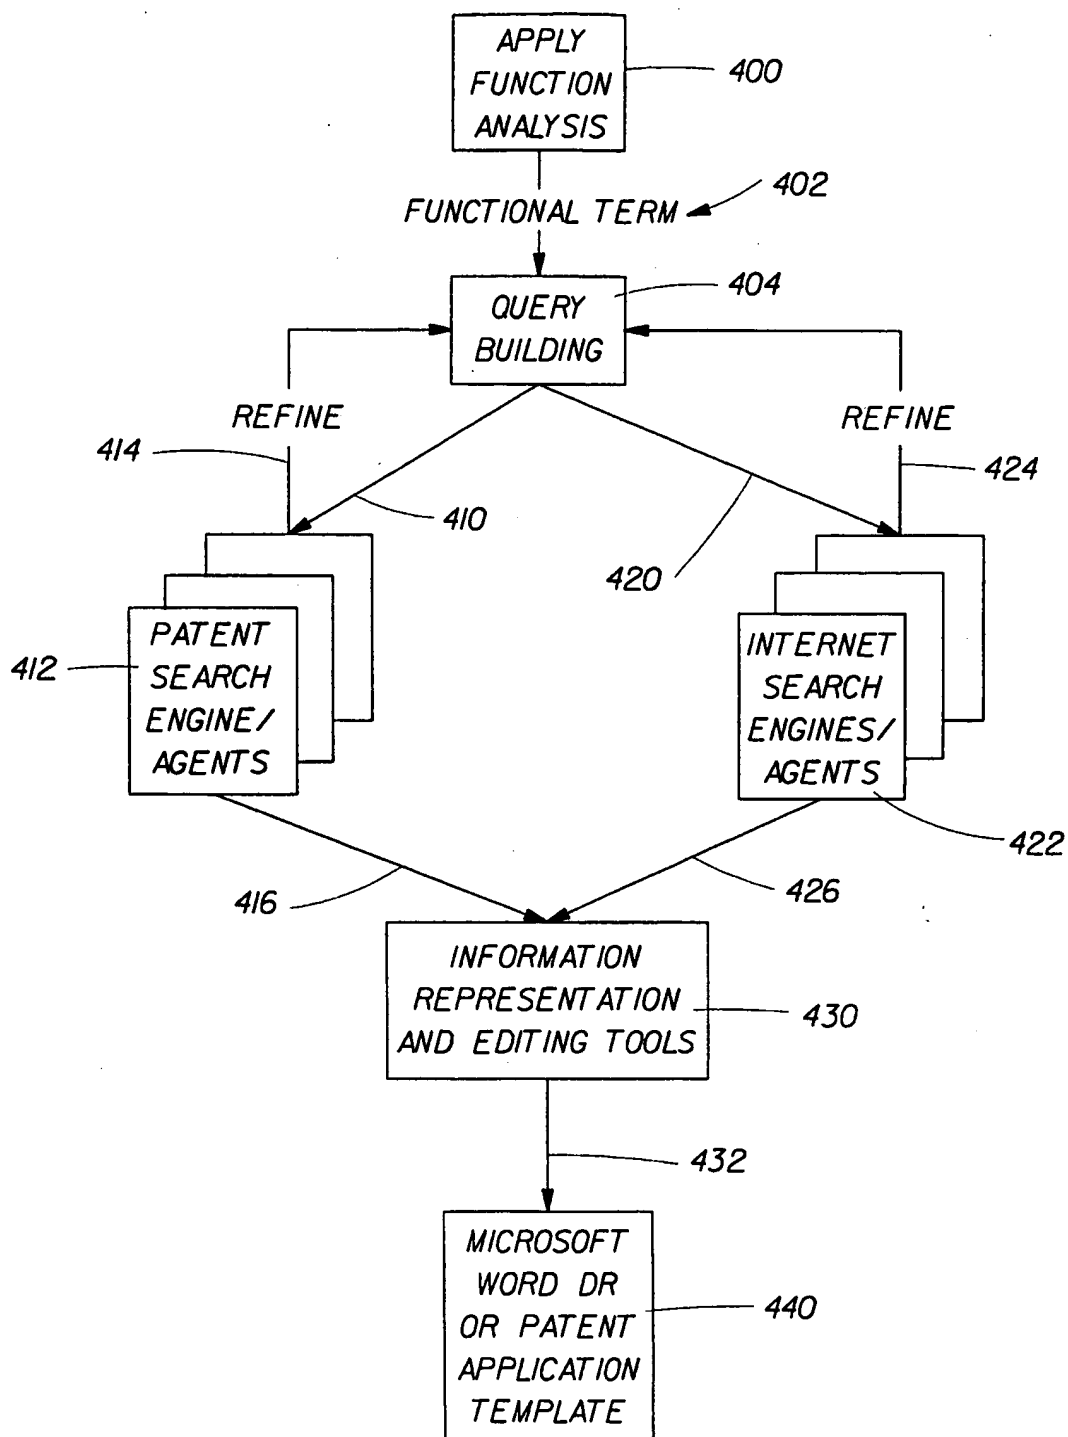 APPLY
FUNCTION
ANALYSIS
400
402
FUNCTIONAL TERM
404
QUERY
BUILDING
REFINE
REFINE
414
424
410
420
PATENT
SEARCH
ENGINE/
AGENTS
412
INTERNET
SEARCH
ENGINES/
AGENTS
422
416
426
INFORMATION
REPRESENTATION
AND EDITING TOOLS
430
432
MICROSOFT
WORD DR
OR PATENT
APPLICATION
TEMPLATE
440